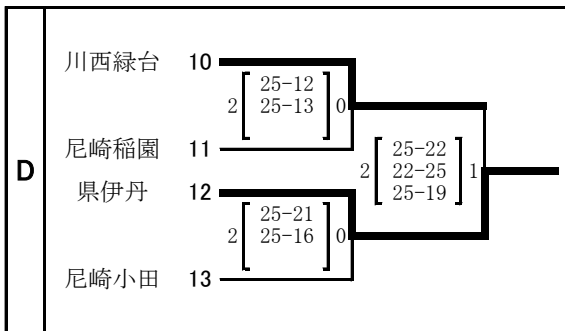 D
川西緑台 10
2 [ 25-12 25-13 ] 0
尼崎稲園 11
2 [ 25-22 22-25 25-19 ] 1
県伊丹 12
2 [ 25-21 25-16 ] 0
尼崎小田 13